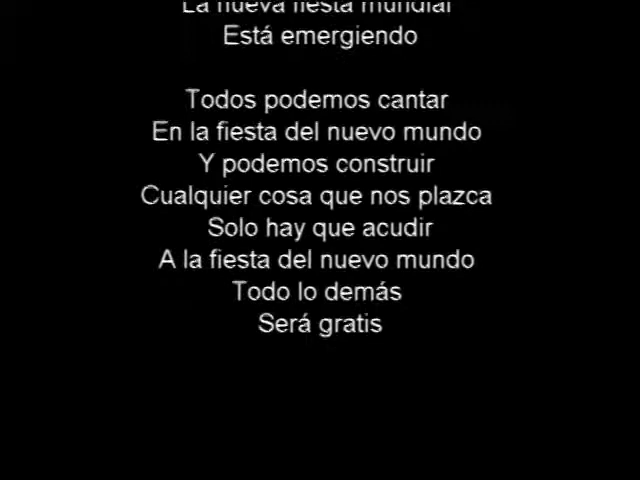 La nueva fiesta mundial
Está emergiendo
Todos podemos cantar
En la fiesta del nuevo mundo
Y podemos construir
Cualquier cosa que nos plazca
Solo hay que acudir
A la fiesta del nuevo mundo
Todo lo demás
Será gratis